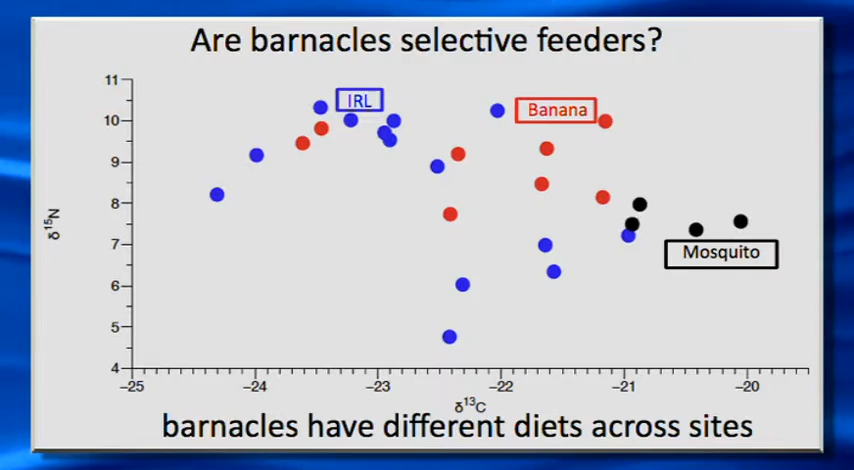 Are barnacles selective feeders?
11
10
9
8
7
6
5
4
δ15N
IRL
Banana
Mosquito
−25 −24 −23 −22 −21 −20
δ13C
barnacles have different diets across sites